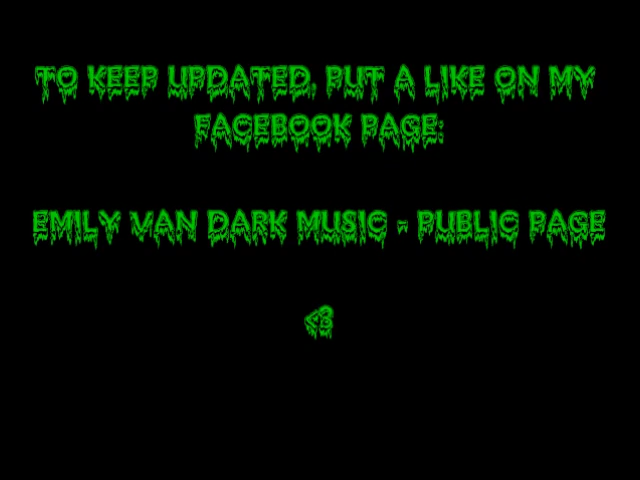 TO KEEP UPDATED, PUT A LIKE ON MY
FACEBOOK PAGE:
EMILY VAN DARK MUSIC - PUBLIC PAGE
<3